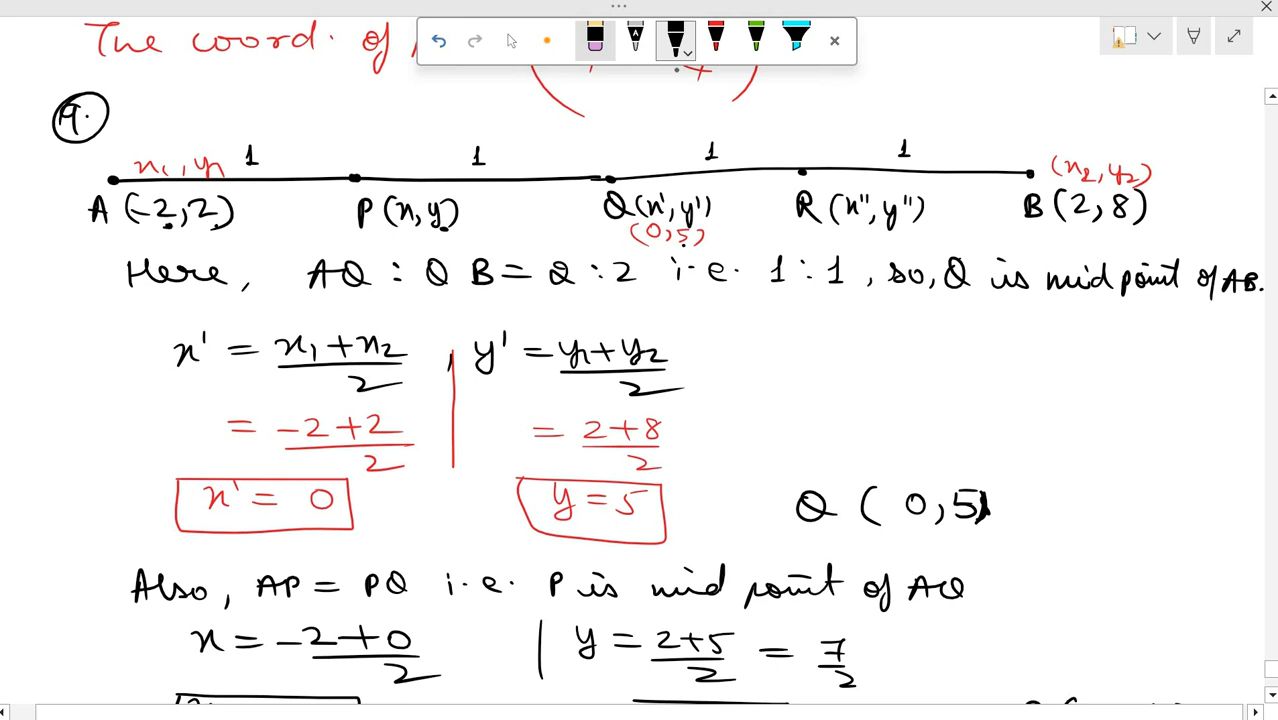 The coord. of
9.
1 1 1 1
x₁, y₁ (x₂, y₂)
A (-2, 2) P (x, y) Q (x', y') R (x'', y'') B (2, 8)
(0, 5)
Here, AQ : QB = 2 : 2 i.e. 1 : 1, so, Q is mid point of AB.
x' = x₁ + x₂ / 2 , y' = y₁ + y₂ / 2
= -2 + 2 / 2 = 2 + 8 / 2
x' = 0 y = 5 Q (0, 5)
Also, AP = PQ i.e. P is mid point of AQ
x = -2 + 0 / 2 | y = 2 + 5 / 2 = 7 / 2